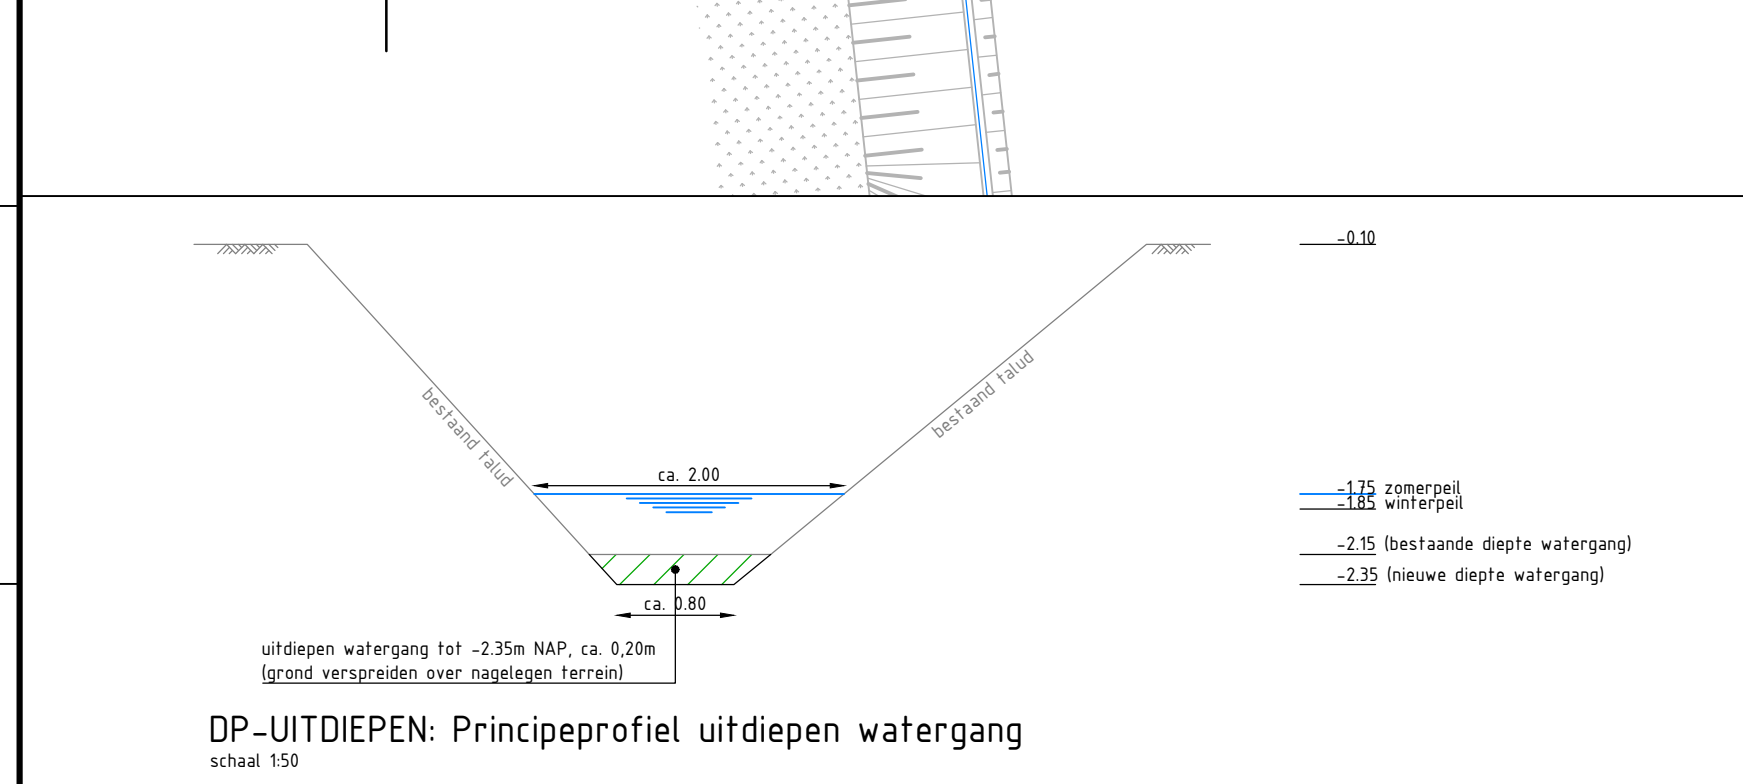 -0.10
bestaand talud
bestaand talud
ca. 2.00
-1.75 zomerpeil
-1.85 winterpeil
-2.15 (bestaande diepte watergang)
-2.35 (nieuwe diepte watergang)
ca. 0.80
uitdiepen watergang tot -2.35m NAP, ca. 0,20m
(grond verspreiden over nagelegen terrein)
DP-UITDIEPEN: Principeprofiel uitdiepen watergang
schaal 1:50